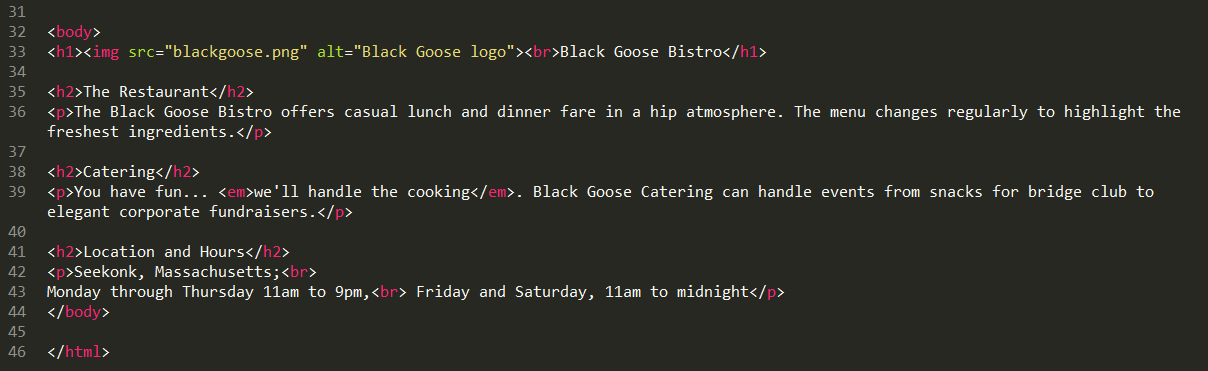 31
32 <body>
33 <h1><img src="blackgoose.png" alt="Black Goose logo"><br>Black Goose Bistro</h1>
34
35 <h2>The Restaurant</h2>
36 <p>The Black Goose Bistro offers casual lunch and dinner fare in a hip atmosphere. The menu changes regularly to highlight the
freshest ingredients.</p>
37
38 <h2>Catering</h2>
39 <p>You have fun... <em>we'll handle the cooking</em>. Black Goose Catering can handle events from snacks for bridge club to
elegant corporate fundraisers.</p>
40
41 <h2>Location and Hours</h2>
42 <p>Seekonk, Massachusetts;<br>
43 Monday through Thursday 11am to 9pm,<br> Friday and Saturday, 11am to midnight</p>
44 </body>
45
46 </html>